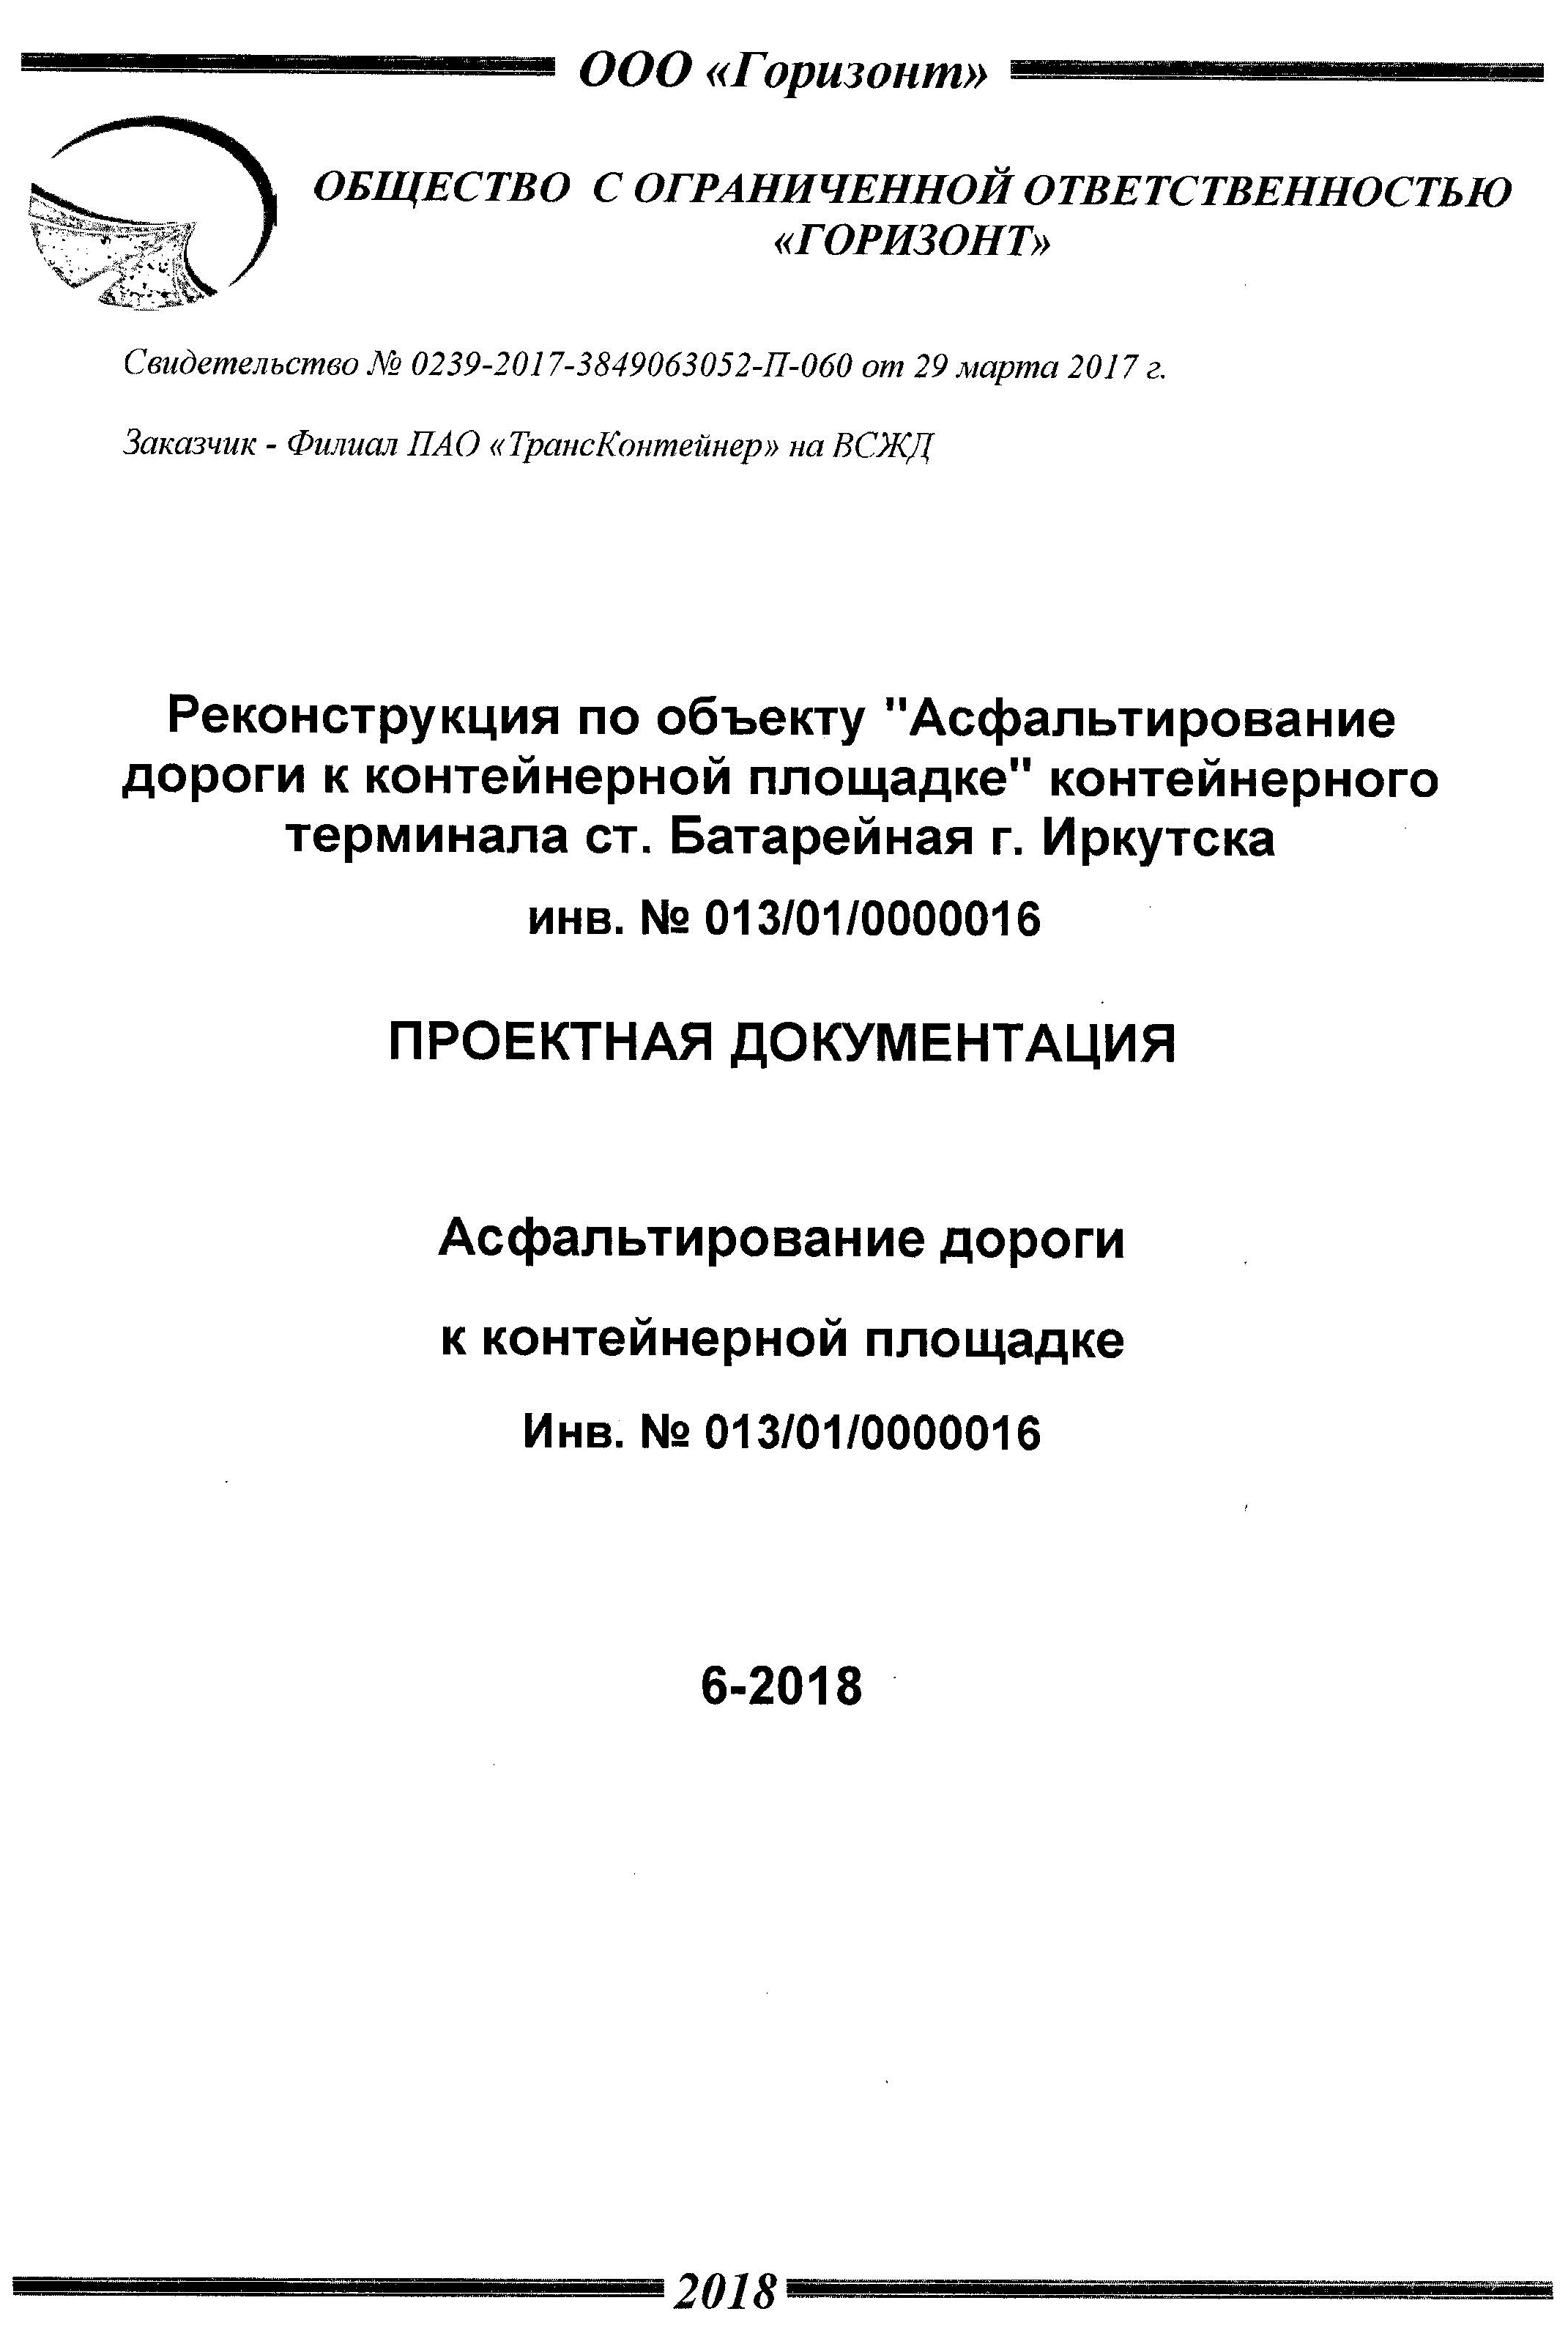 ООО «Горизонт»
ОБЩЕСТВО С ОГРАНИЧЕННОЙ ОТВЕТСТВЕННОСТЬЮ
«ГОРИЗОНТ»
Свидетельство № 0239-2017-3849063052-П-060 от 29 марта 2017 г.
Заказчик - Филиал ПАО «ТрансКонтейнер» на ВСЖД
Реконструкция по объекту "Асфальтирование
дороги к контейнерной площадке" контейнерного
терминала ст. Батарейная г. Иркутска
инв. № 013/01/0000016
ПРОЕКТНАЯ ДОКУМЕНТАЦИЯ
Асфальтирование дороги
к контейнерной площадке
Инв. № 013/01/0000016
6-2018
2018